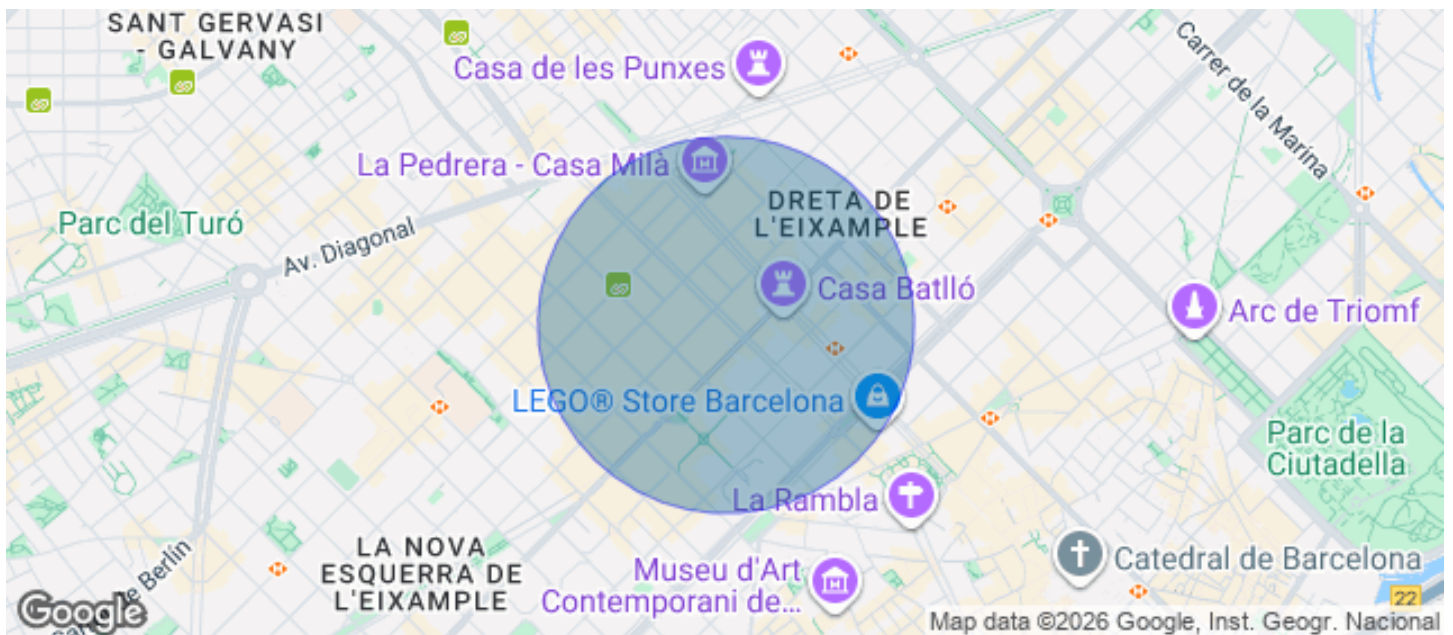 SANT GERVASI
- GALVANY
Casa de les Punxes
Carrer de la Marina
La Pedrera - Casa Milà
DRETA DE
L'EIXAMPLE
Parc del Turó
Av. Diagonal
Casa Batlló
Arc de Triomf
LEGO® Store Barcelona
Parc de la
Ciutadella
La Rambla
LA NOVA
ESQUERRA DE
L'EIXAMPLE
Museu d'Art
Contemporani de...
Catedral de Barcelona
de Berlín
22
Google
Map data ©2026 Google, Inst. Geogr. Nacional